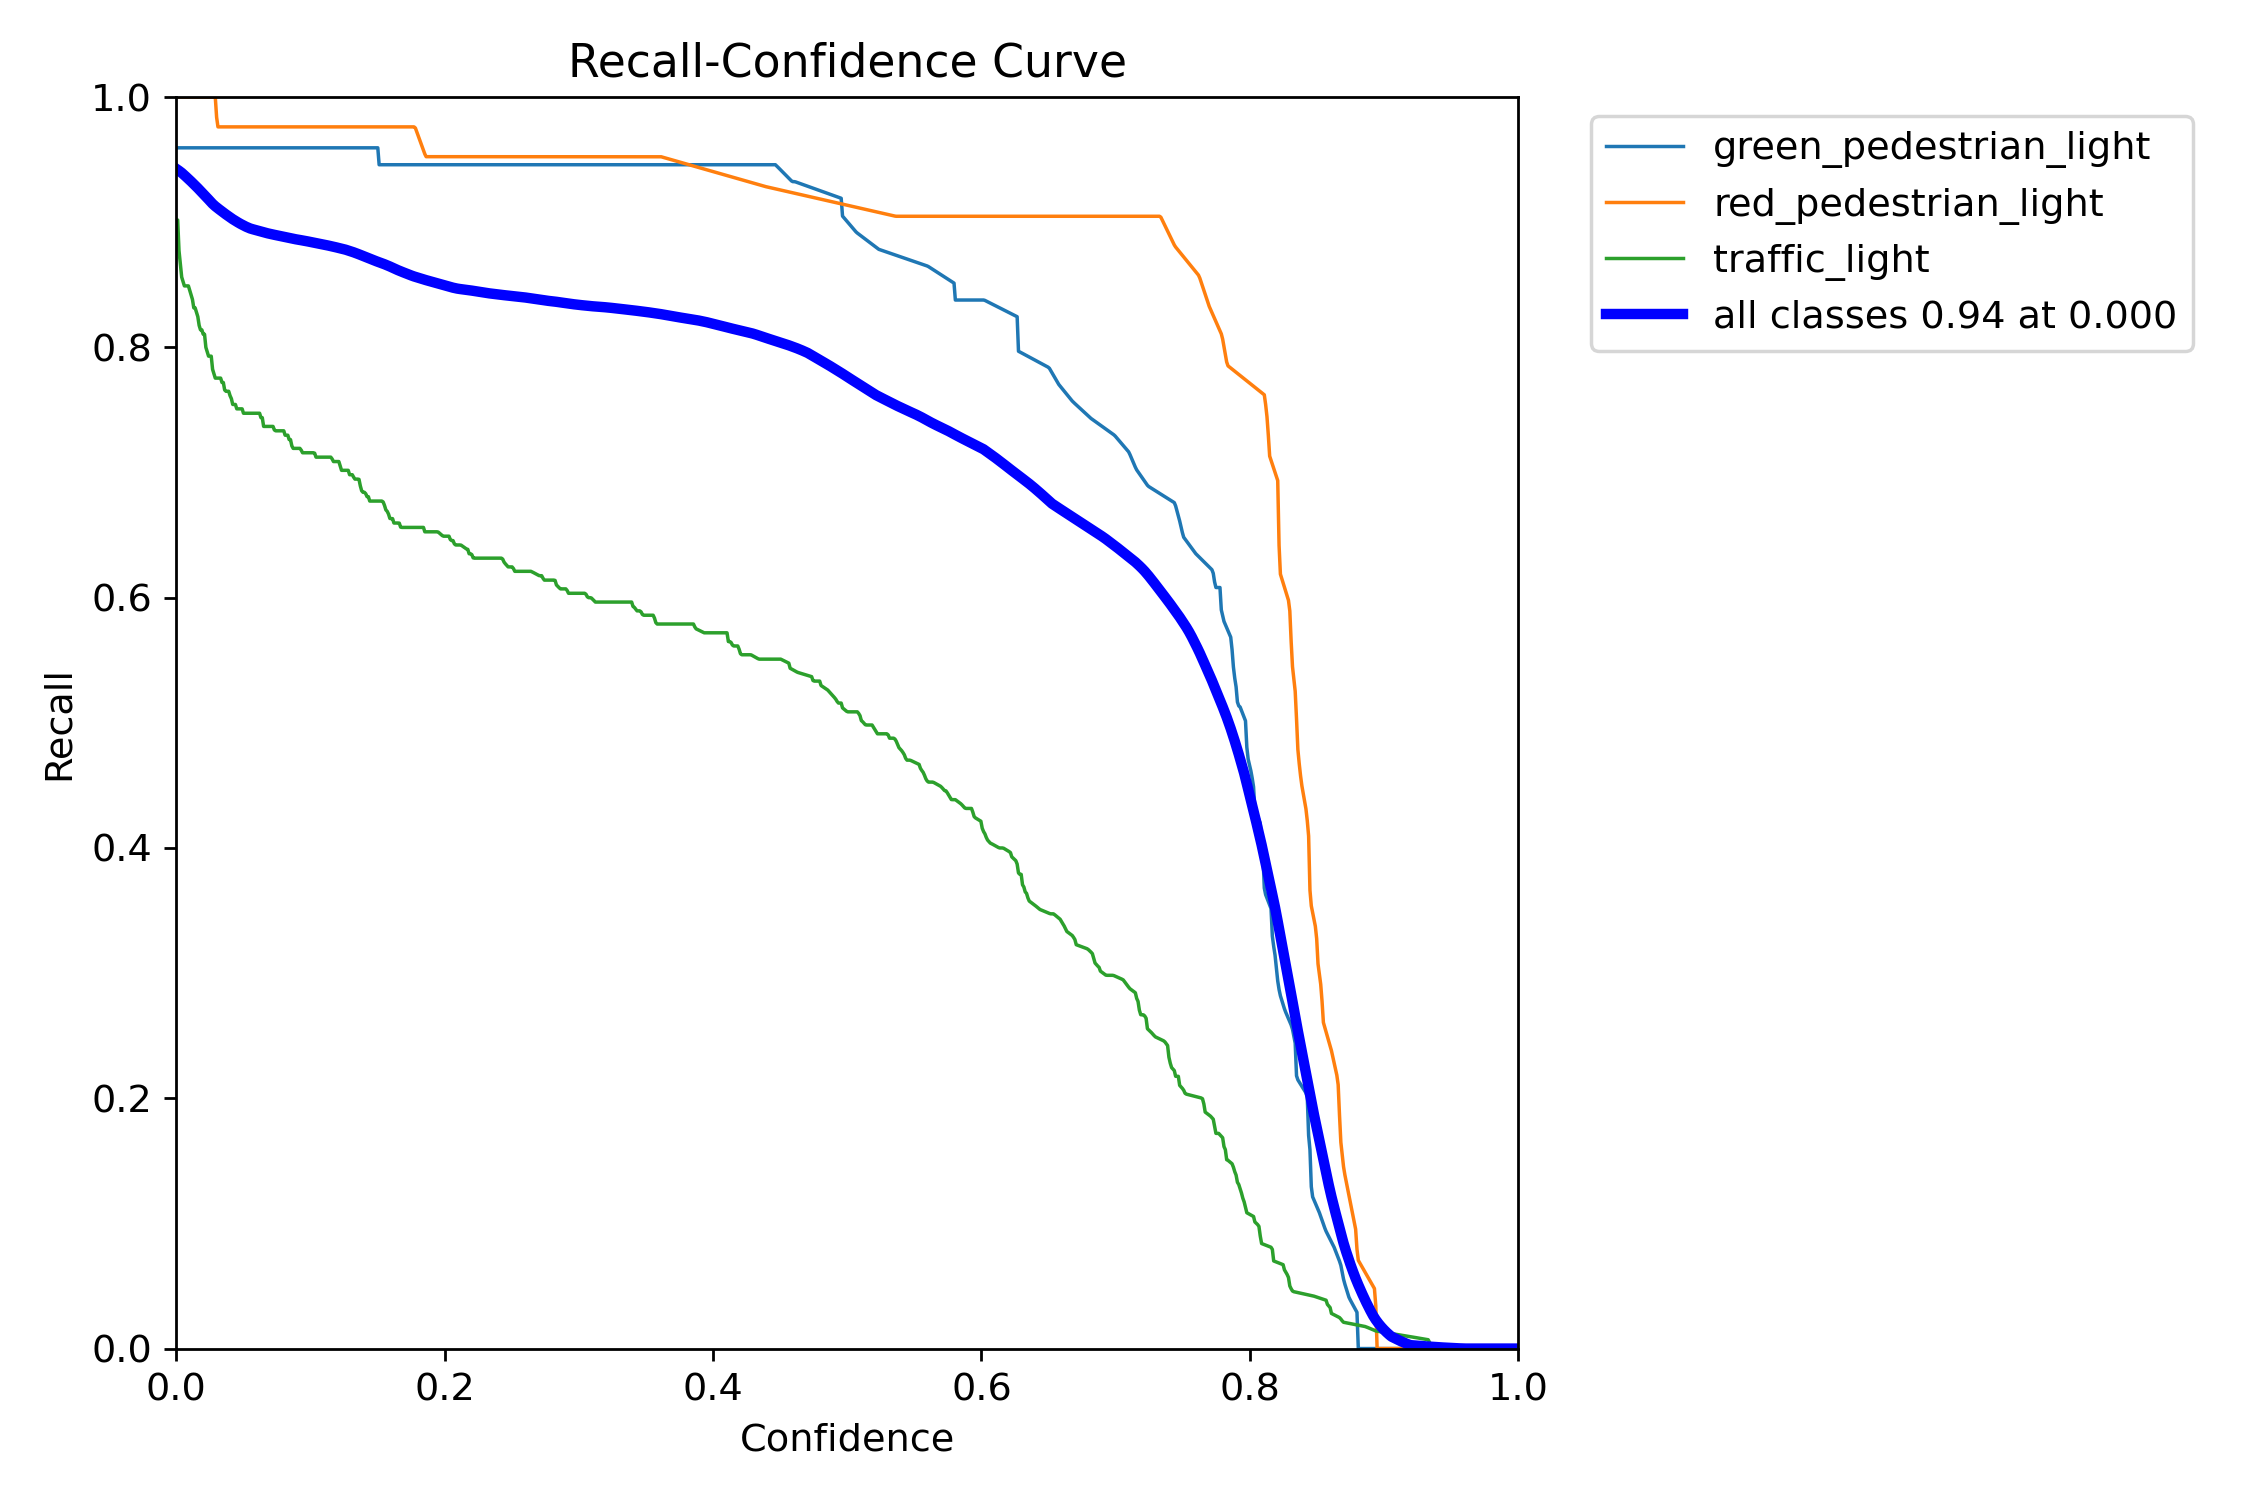 Recall-Confidence Curve
1.0
0.8
0.6
0.4
0.2
0.0
Recall
0.0 0.2 0.4 0.6 0.8 1.0
Confidence
green_pedestrian_light
red_pedestrian_light
traffic_light
all classes 0.94 at 0.000